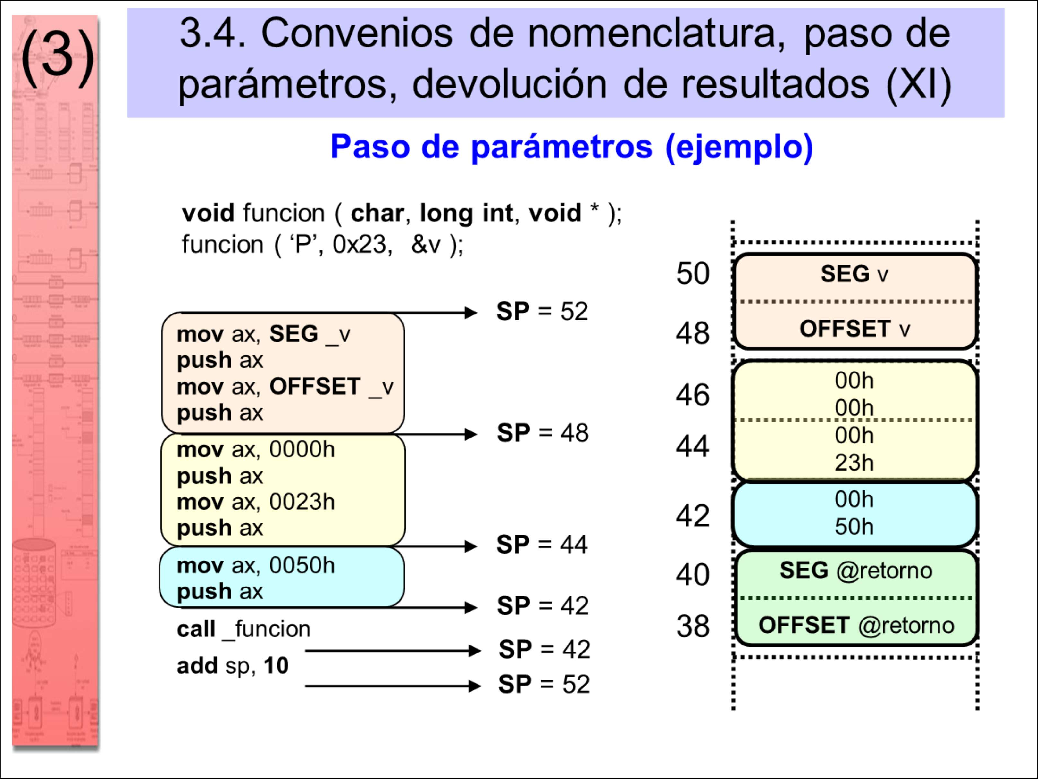 (3)
3.4. Convenios de nomenclatura, paso de
parámetros, devolución de resultados (XI)
Paso de parámetros (ejemplo)
void funcion ( char, long int, void * );
funcion ( ‘P’, 0x23, &v );
SP = 52
mov ax, SEG _v
push ax
mov ax, OFFSET _v
push ax
SP = 48
mov ax, 0000h
push ax
mov ax, 0023h
push ax
SP = 44
mov ax, 0050h
push ax
SP = 42
call _funcion
SP = 42
add sp, 10
SP = 52
50
SEG v
48
OFFSET v
46
00h
00h
44
00h
23h
42
00h
50h
40
SEG @retorno
38
OFFSET @retorno